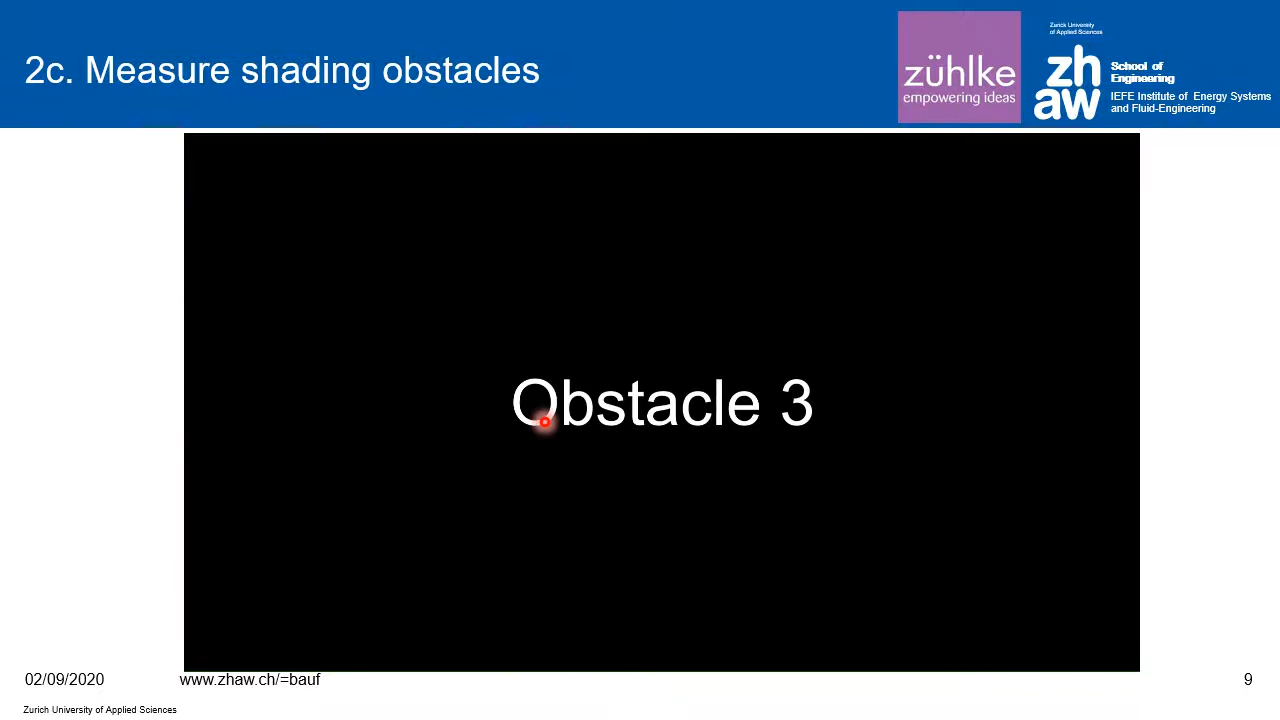 2c. Measure shading obstacles
zühlke
empowering ideas
Zurich University
of Applied Sciences
zh
aw
School of
Engineering
IEFE Institute of Energy Systems
and Fluid-Engineering
Obstacle 3
02/09/2020
www.zhaw.ch/=bauf
9
Zurich University of Applied Sciences